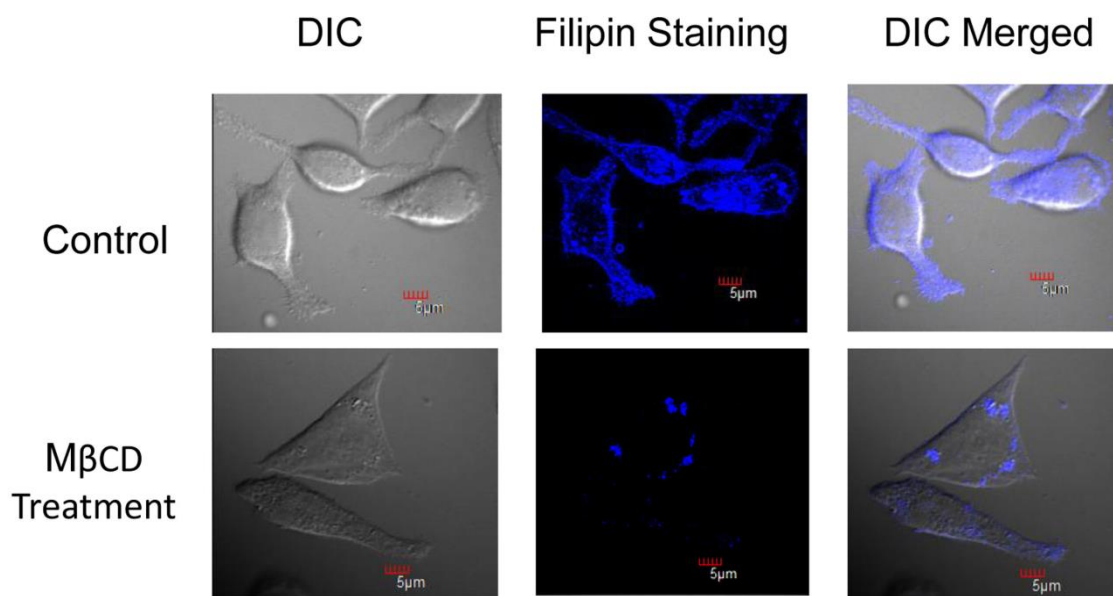 DIC
Filipin Staining
DIC Merged
Control
5μm
5μm
5μm
MβCD
Treatment
5μm
5μm
5μm